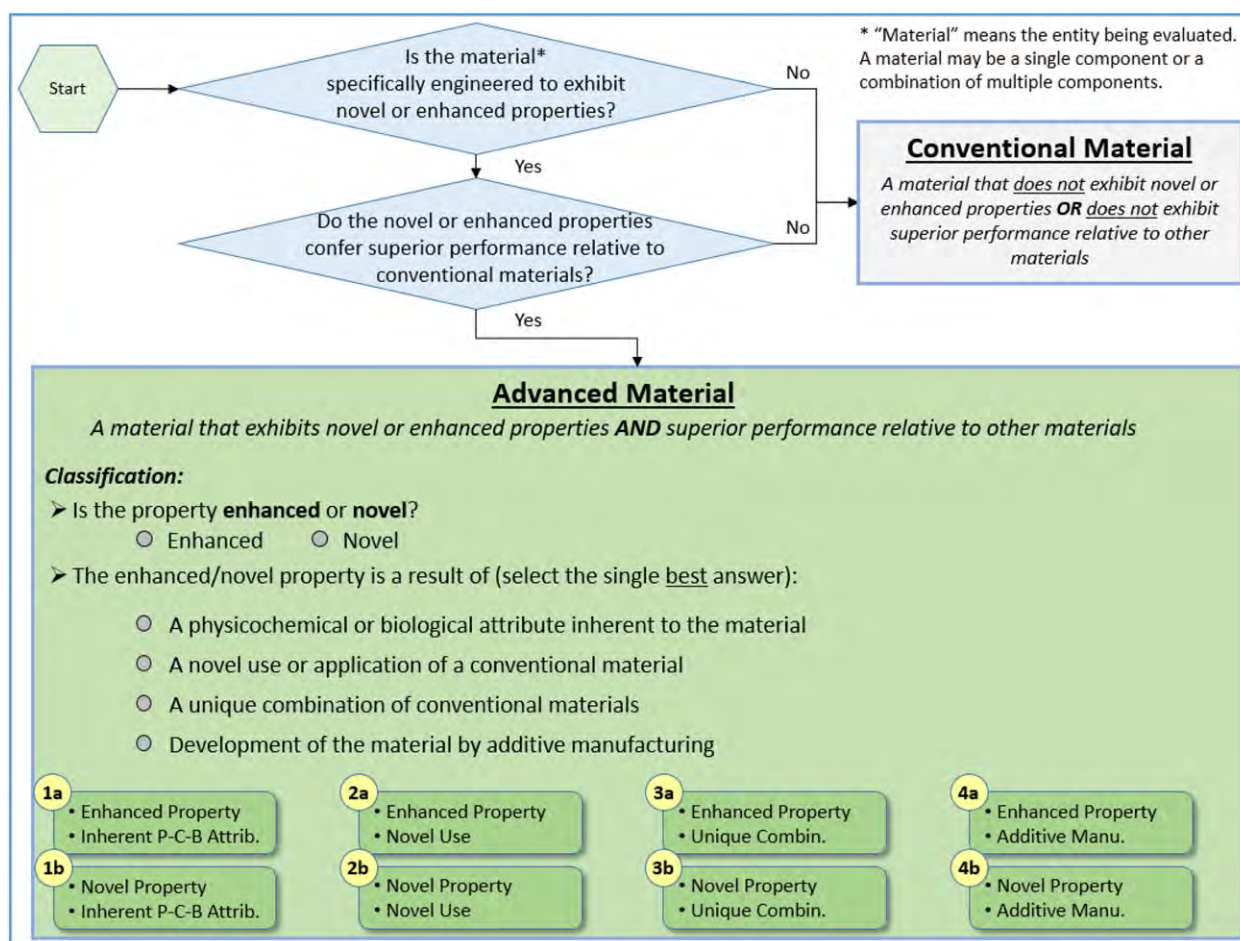 Start
Is the material*
specifically engineered to exhibit
novel or enhanced properties?
No
* “Material” means the entity being evaluated.
A material may be a single component or a
combination of multiple components.
Yes
Do the novel or enhanced properties
confer superior performance relative to
conventional materials?
No
Conventional Material
A material that does not exhibit novel or
enhanced properties OR does not exhibit
superior performance relative to other
materials
Yes
Advanced Material
A material that exhibits novel or enhanced properties AND superior performance relative to other materials
Classification:
➢ Is the property enhanced or novel?
Enhanced
Novel
➢ The enhanced/novel property is a result of (select the single best answer):
A physicochemical or biological attribute inherent to the material
A novel use or application of a conventional material
A unique combination of conventional materials
Development of the material by additive manufacturing
1a
• Enhanced Property
• Inherent P-C-B Attrib.
2a
• Enhanced Property
• Novel Use
3a
• Enhanced Property
• Unique Combin.
4a
• Enhanced Property
• Additive Manu.
1b
• Novel Property
• Inherent P-C-B Attrib.
2b
• Novel Property
• Novel Use
3b
• Novel Property
• Unique Combin.
4b
• Novel Property
• Additive Manu.